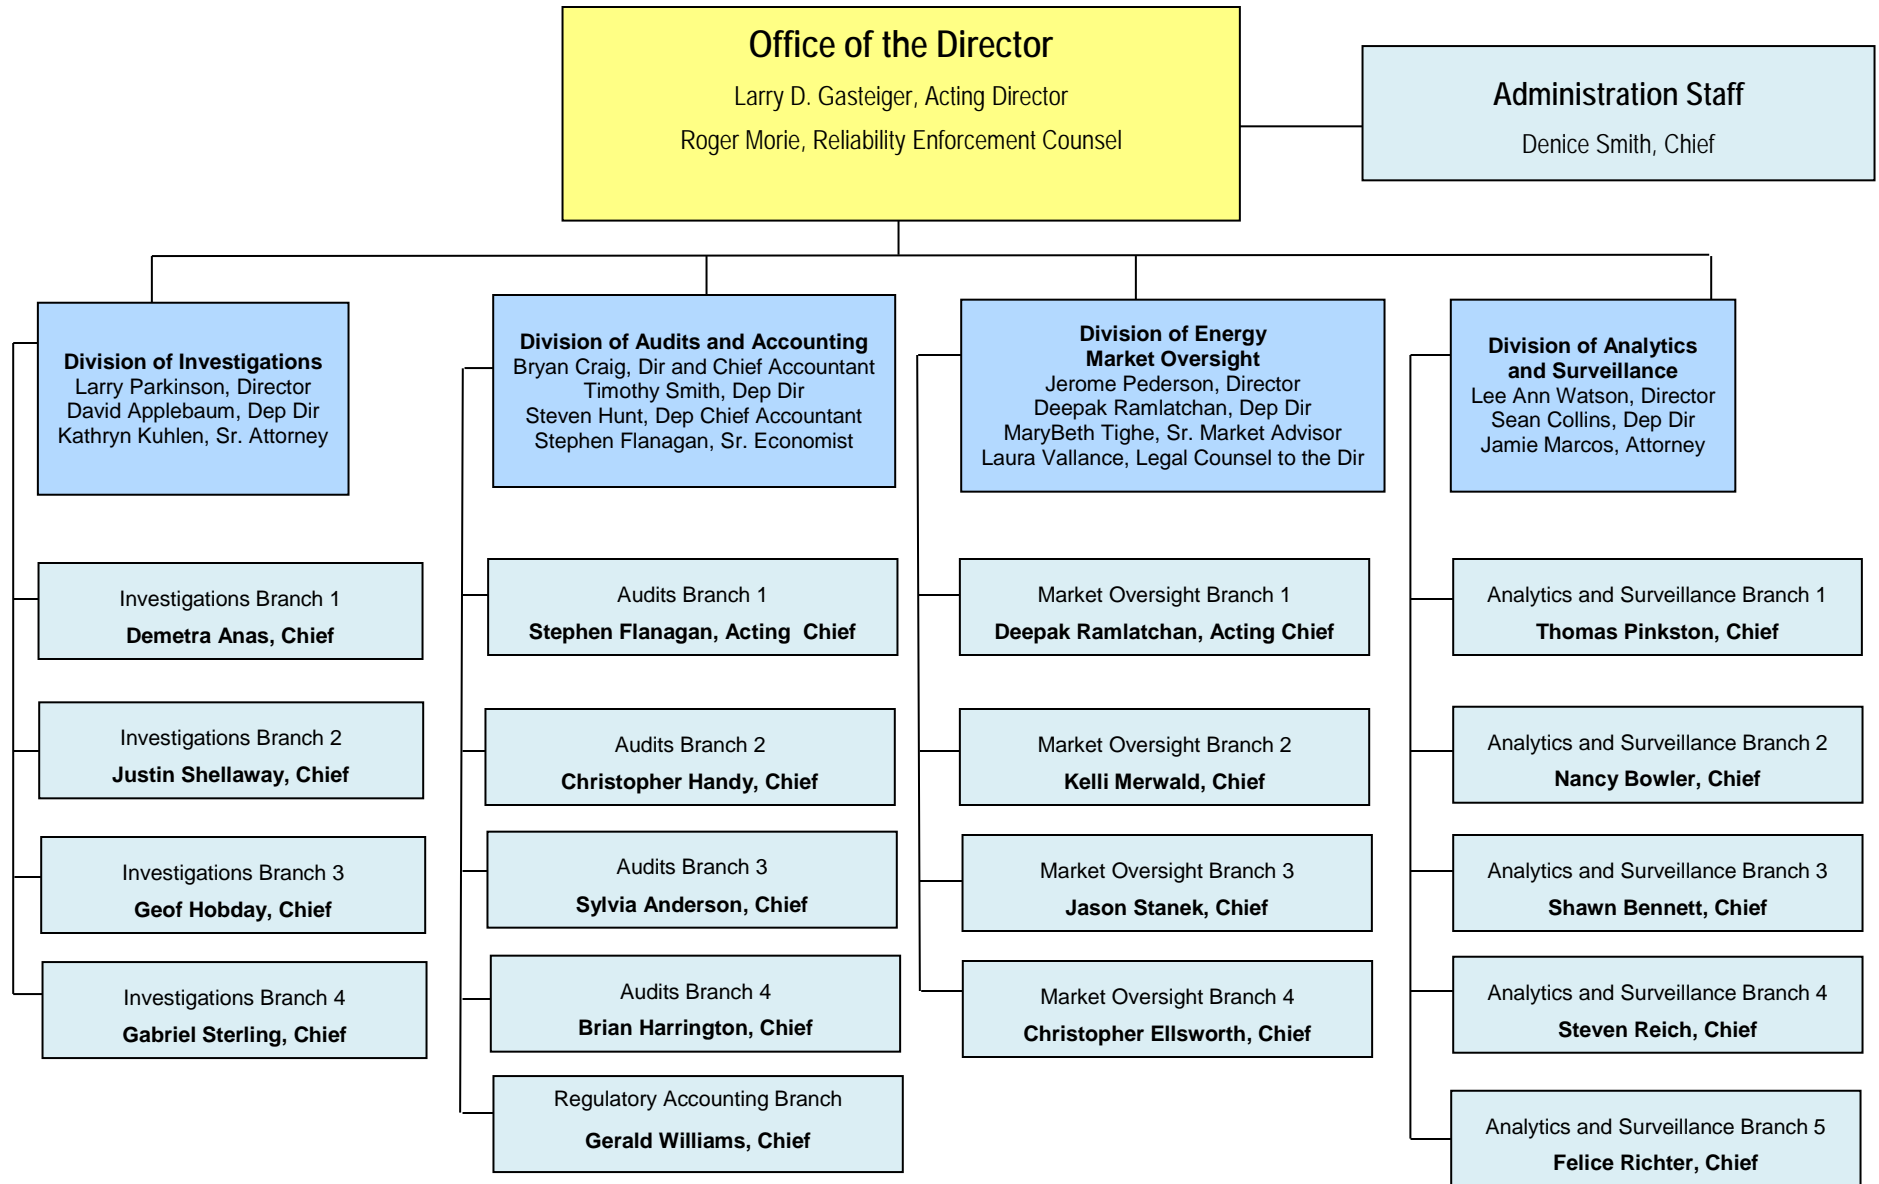 Office of the Director
Larry D. Gasteiger, Acting Director
Roger Morie, Reliability Enforcement Counsel
Administration Staff
Denice Smith, Chief
Division of Investigations
Larry Parkinson, Director
David Applebaum, Dep Dir
Kathryn Kuhlen, Sr. Attorney
Investigations Branch 1
Demetra Anas, Chief
Investigations Branch 2
Justin Shellaway, Chief
Investigations Branch 3
Geof Hobday, Chief
Investigations Branch 4
Gabriel Sterling, Chief
Division of Audits and Accounting
Bryan Craig, Dir and Chief Accountant
Timothy Smith, Dep Dir
Steven Hunt, Dep Chief Accountant
Stephen Flanagan, Sr. Economist
Audits Branch 1
Stephen Flanagan, Acting  Chief
Audits Branch 2
Christopher Handy, Chief
Audits Branch 3
Sylvia Anderson, Chief
Audits Branch 4
Brian Harrington, Chief
Regulatory Accounting Branch
Gerald Williams, Chief
Division of Energy
Market Oversight
Jerome Pederson, Director
Deepak Ramlatchan, Dep Dir
MaryBeth Tighe, Sr. Market Advisor
Laura Vallance, Legal Counsel to the Dir
Market Oversight Branch 1
Deepak Ramlatchan, Acting Chief
Market Oversight Branch 2
Kelli Merwald, Chief
Market Oversight Branch 3
Jason Stanek, Chief
Market Oversight Branch 4
Christopher Ellsworth, Chief
Division of Analytics
and Surveillance
Lee Ann Watson, Director
Sean Collins, Dep Dir
Jamie Marcos, Attorney
Analytics and Surveillance Branch 1
Thomas Pinkston, Chief
Analytics and Surveillance Branch 2
Nancy Bowler, Chief
Analytics and Surveillance Branch 3
Shawn Bennett, Chief
Analytics and Surveillance Branch 4
Steven Reich, Chief
Analytics and Surveillance Branch 5
Felice Richter, Chief